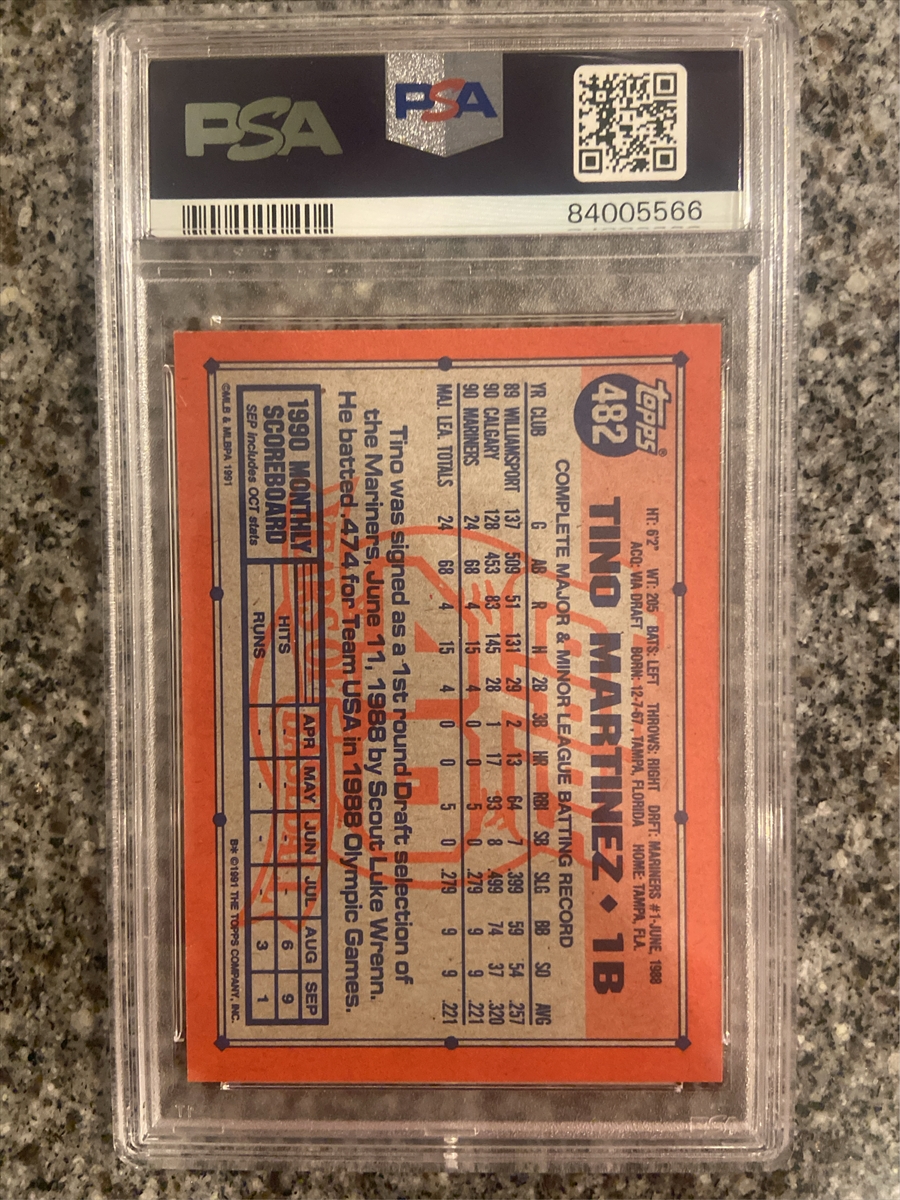 PSA
PSA
84005566
Topps®
482
HT: 6'2" WT: 205 BATS: LEFT THROWS: RIGHT DRFT: MARINERS #1-JUNE, 1988
ACQ: VIA DRAFT BORN: 12-7-67, TAMPA, FLORIDA HOME: TAMPA, FLA.
TINO MARTINEZ ♦ 1B
COMPLETE MAJOR & MINOR LEAGUE BATTING RECORD
YR CLUB G AB R H 2B 3B HR RBI SB SLG BB SO AVG
89 WILLIAMSPORT 137 509 51 131 29 2 13 64 7 .399 59 54 .257
90 CALGARY 128 453 83 145 28 1 17 93 8 .499 74 37 .320
90 MARINERS 24 68 4 15 4 0 0 5 0 .279 9 9 .221
MAJ. LEA. TOTALS 24 68 4 15 4 0 0 5 0 .279 9 9 .221
Tino was signed as a 1st round Draft selection of
the Mariners, June 11, 1988 by Scout Luke Wrenn.
He batted .474 for Team USA in 1988 Olympic Games.
1990 MONTHLY
SCOREBOARD
SEP includes OCT stats
APR MAY JUN JUL AUG SEP
HITS - - - - 6 9
RUNS - - - - 3 1
©MLB & MLBPA 1991
B* ©1991 THE TOPPS COMPANY, INC.
PSA